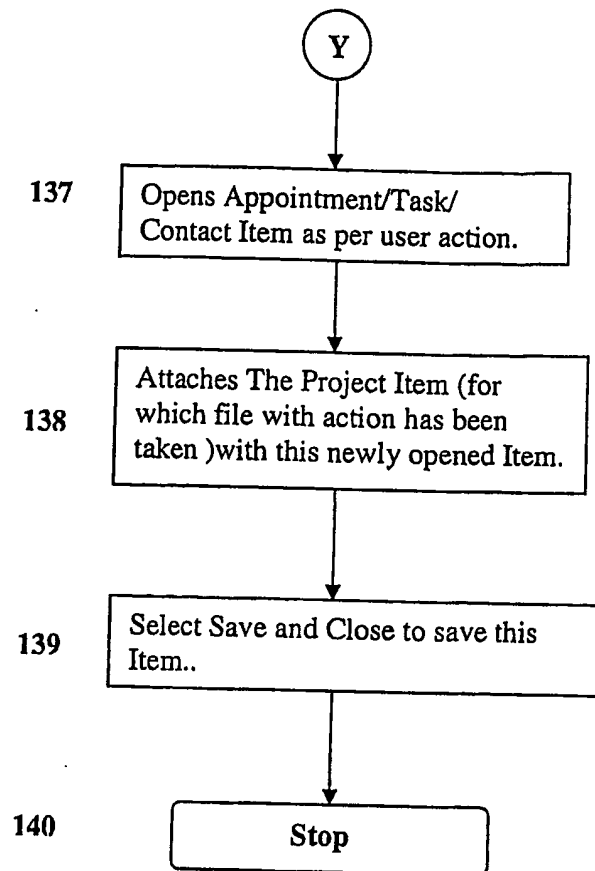 Y
137
Opens Appointment/Task/
Contact Item as per user action.
138
Attaches The Project Item (for
which file with action has been
taken )with this newly opened Item.
139
Select Save and Close to save this
Item..
140
Stop